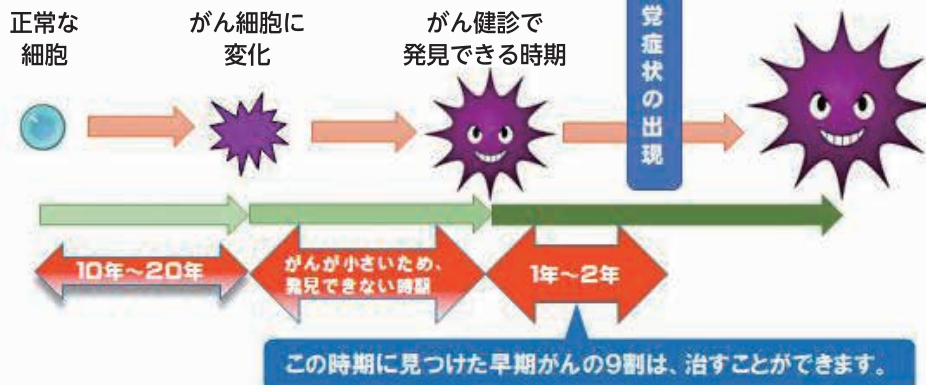 正常な
細胞
がん細胞に
変化
がん健診で
発見できる時期
覚症状の出現
10年～20年
がんが小さいため、
発見できない時期
1年～2年
この時期に見つけた早期がんの9割は、治すことができます。